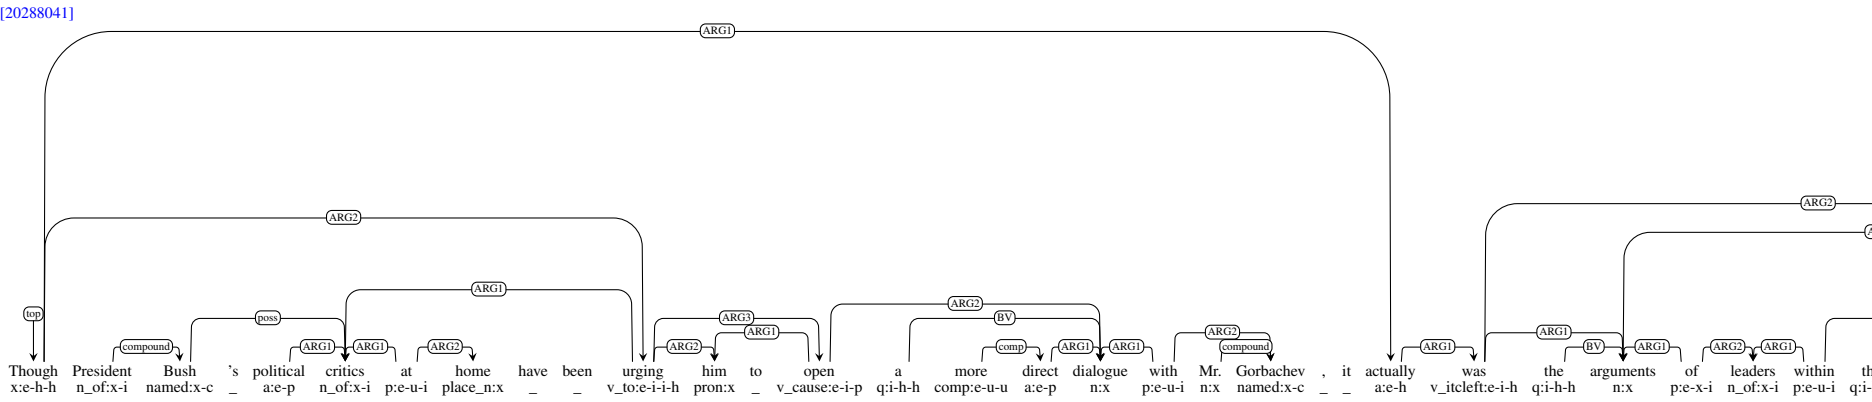 [20288041]
ARG1
ARG2
ARG2
ARG1
top
poss
ARG3
ARG2
BV
ARG1
ARG2
ARG1
compound
ARG1
ARG1
ARG2
ARG2
comp
ARG1
ARG1
compound
ARG1
BV
ARG1
ARG2
ARG1
Though President Bush 's political critics at home have been urging him to open a more direct dialogue with Mr. Gorbachev , it actually was the arguments of leaders within th
x:e-h-h n_of:x-i named:x-c _ a:e-p n_of:x-i p:e-u-i place_n:x _ _ v_to:e-i-i-h pron:x _ v_cause:e-i-p q:i-h-h comp:e-u-u a:e-p n:x p:e-u-i n:x named:x-c _ _ a:e-h v_itcleft:e-i-h q:i-h-h n:x p:e-x-i n_of:x-i p:e-u-i q:i-